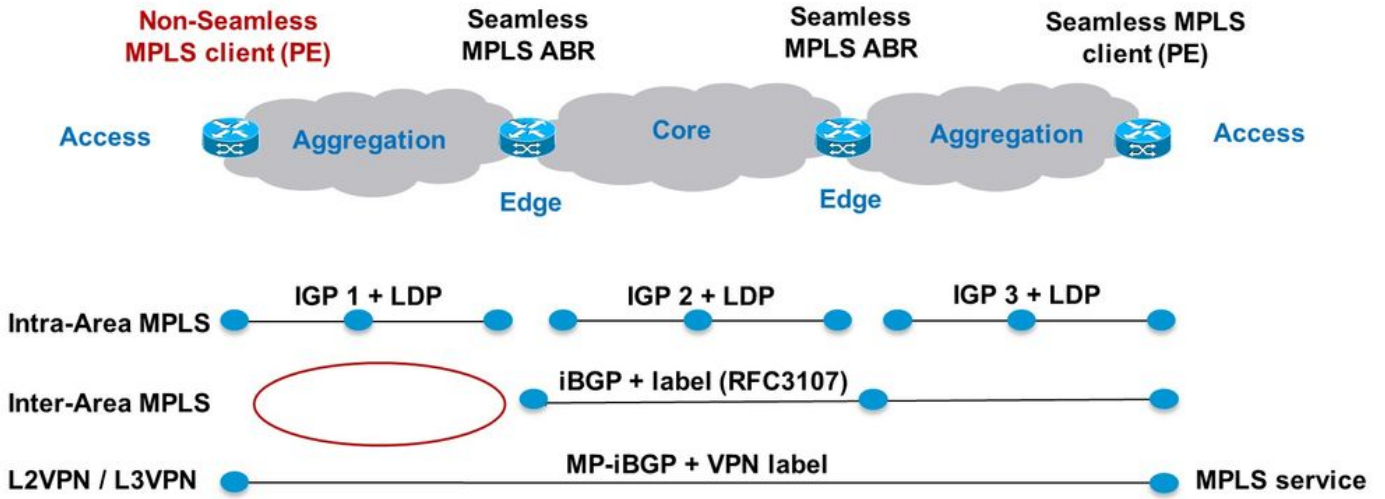 Non-Seamless
MPLS client (PE)
Seamless
MPLS ABR
Seamless
MPLS ABR
Seamless MPLS
client (PE)
Access
Aggregation
Core
Aggregation
Access
Edge
Edge
IGP 1 + LDP
IGP 2 + LDP
IGP 3 + LDP
Intra-Area MPLS
iBGP + label (RFC3107)
Inter-Area MPLS
MP-iBGP + VPN label
L2VPN / L3VPN
MPLS service